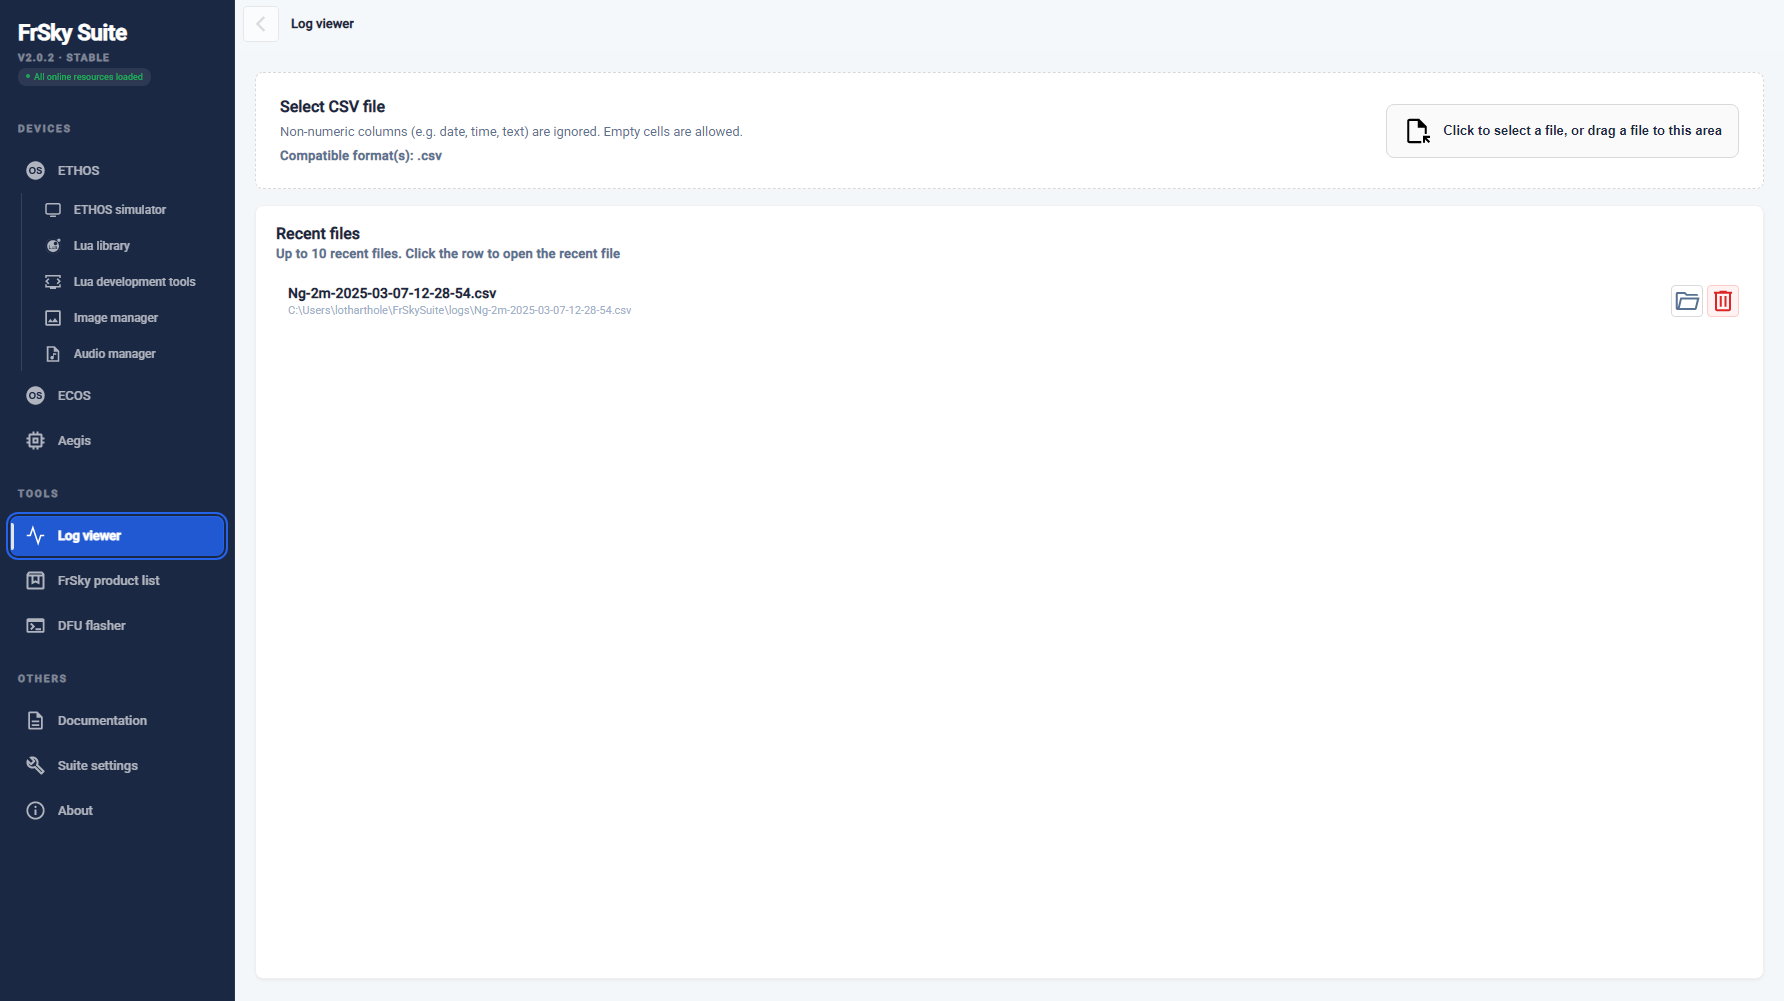 FrSky Suite
V2.0.2 · STABLE
All online resources loaded
DEVICES
OS ETHOS
ETHOS simulator
Lua library
Lua development tools
Image manager
Audio manager
OS ECOS
Aegis
TOOLS
Log viewer
FrSky product list
DFU flasher
OTHERS
Documentation
Suite settings
About
Log viewer
Select CSV file
Non-numeric columns (e.g. date, time, text) are ignored. Empty cells are allowed.
Compatible format(s): .csv
Click to select a file, or drag a file to this area
Recent files
Up to 10 recent files. Click the row to open the recent file
Ng-2m-2025-03-07-12-28-54.csv
C:\Users\lotharthole\FrSkySuite\logs\Ng-2m-2025-03-07-12-28-54.csv